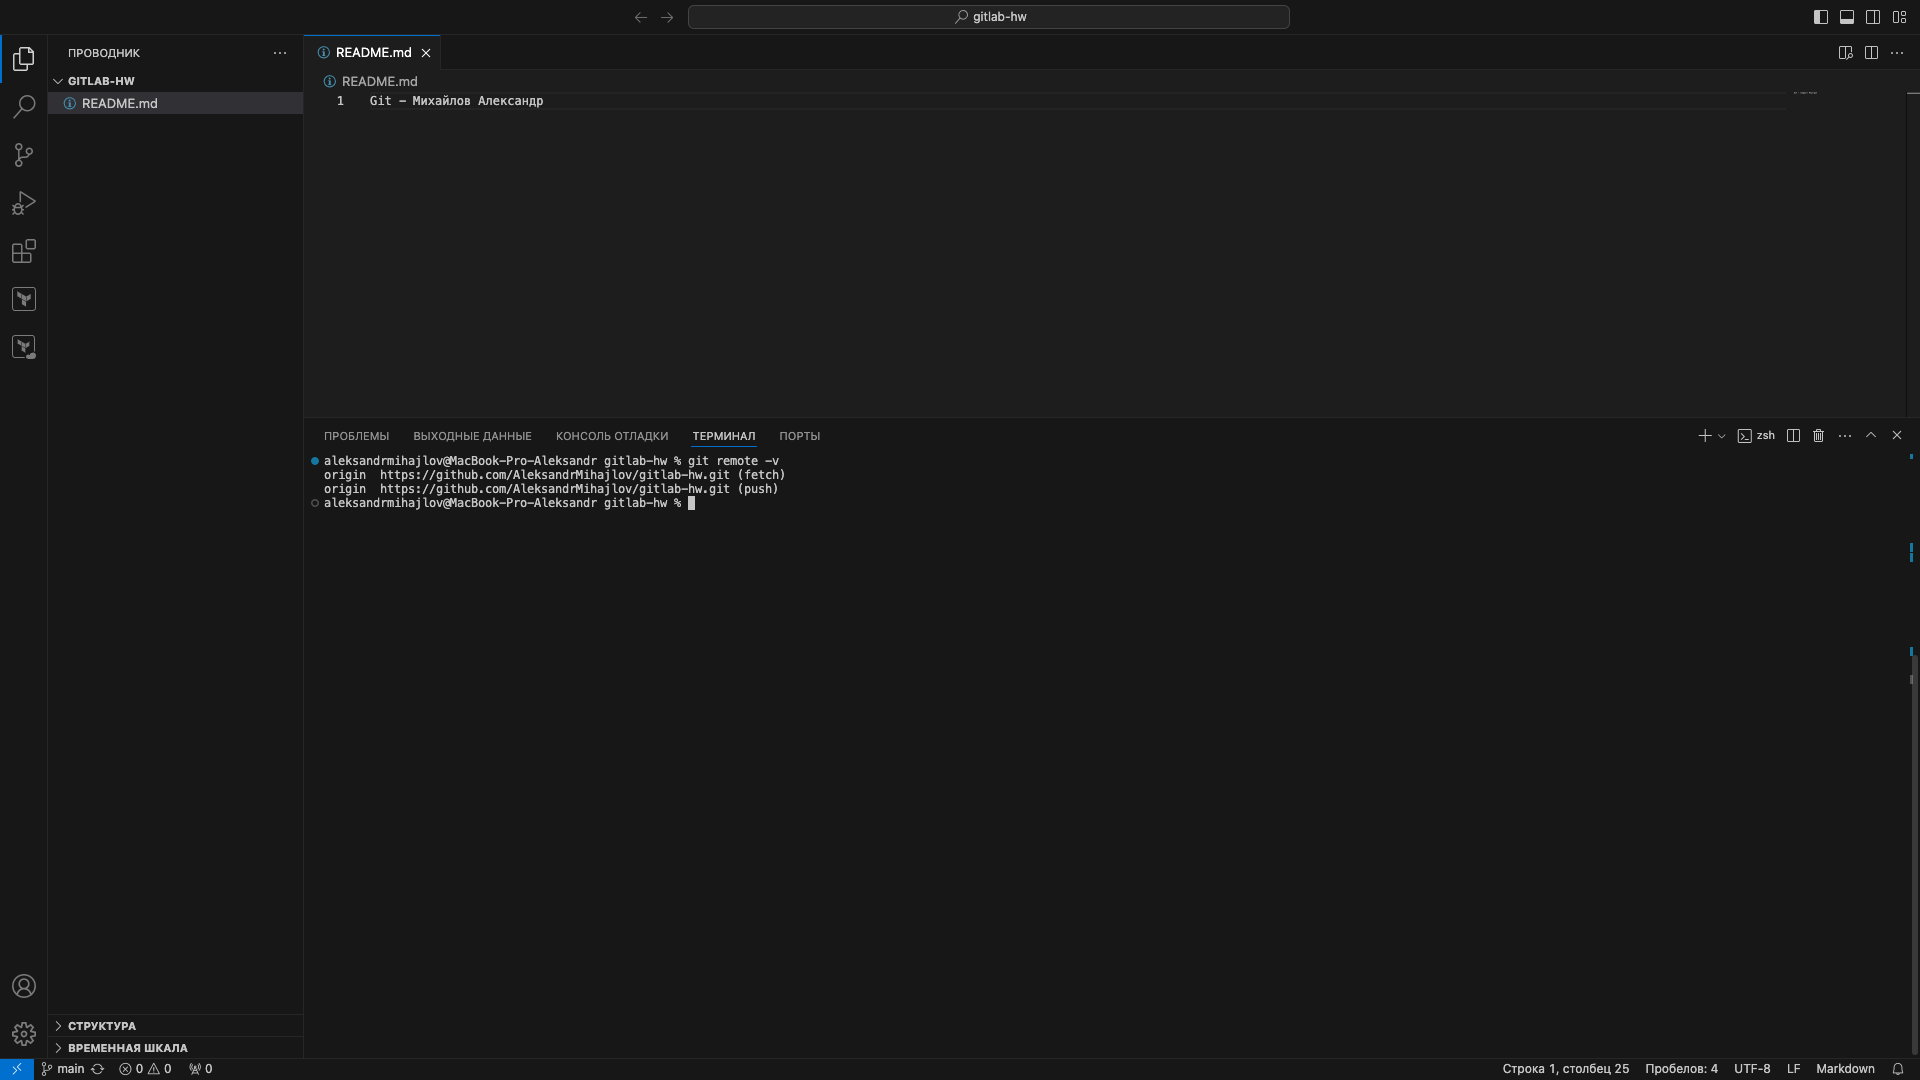 gitlab-hw
ПРОВОДНИК
GITLAB-HW
README.md
README.md
README.md
1 Git - Михайлов Александр
ПРОБЛЕМЫ ВЫХОДНЫЕ ДАННЫЕ КОНСОЛЬ ОТЛАДКИ ТЕРМИНАЛ ПОРТЫ
zsh
aleksandrmihajlov@MacBook-Pro-Aleksandr gitlab-hw % git remote -v
origin https://github.com/AleksandrMihajlov/gitlab-hw.git (fetch)
origin https://github.com/AleksandrMihajlov/gitlab-hw.git (push)
aleksandrmihajlov@MacBook-Pro-Aleksandr gitlab-hw %
СТРУКТУРА
ВРЕМЕННАЯ ШКАЛА
main 0 0 0 Строка 1, столбец 25 Пробелов: 4 UTF-8 LF Markdown